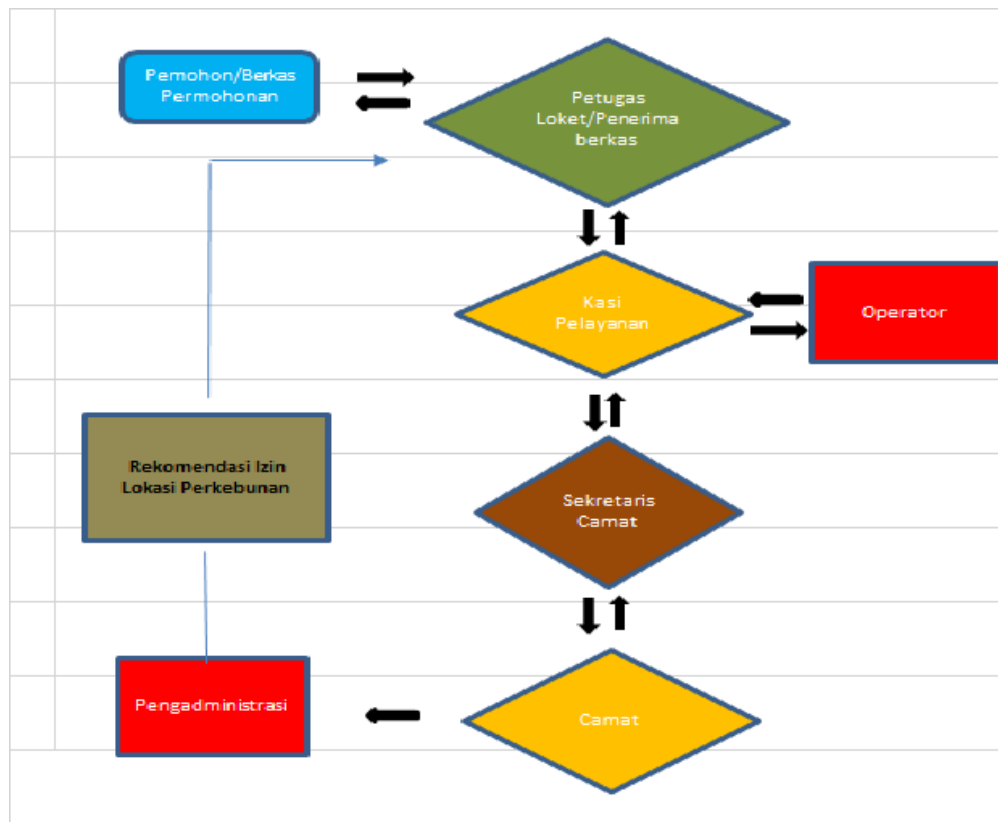 Pemohon/Berkas
Permohonan
Petugas
Loket/Penerima
berkas
Kasi
Pelayanan
Operator
Rekomendasi Izin
Lokasi Perkebunan
Sekretaris
Camat
Pengadministrasi
Camat